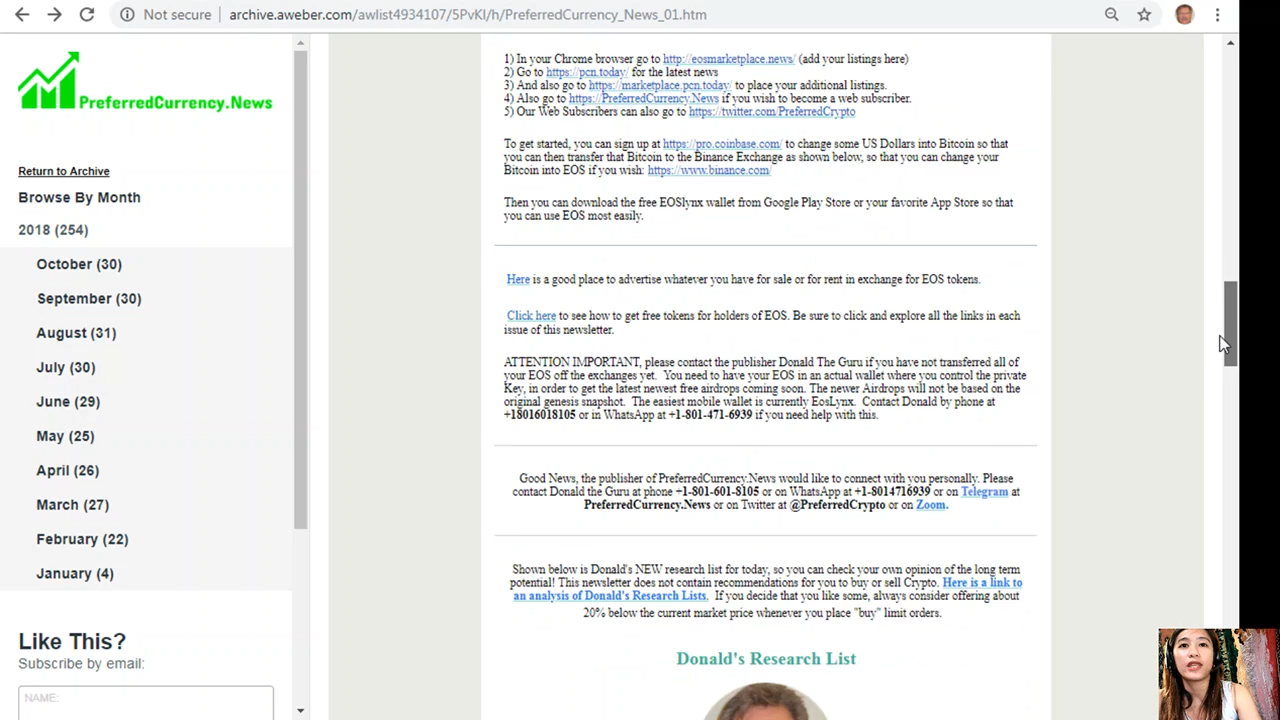 Not secure archive.aweber.com/awlist4934107/5PvKl/h/PreferredCurrency_News_01.htm
PreferredCurrency.News
Return to Archive
Browse By Month
2018 (254)
October (30)
September (30)
August (31)
July (30)
June (29)
May (25)
April (26)
March (27)
February (22)
January (4)
Like This?
Subscribe by email:
NAME:
1) In your Chrome browser go to http://eosmarketplace.news/ (add your listings here)
2) Go to https://pcn.today/ for the latest news
3) And also go to https://marketplace.pcn.today/ to place your additional listings.
4) Also go to https://PreferredCurrency.News if you wish to become a web subscriber.
5) Our Web Subscribers can also go to https://twitter.com/PreferredCrypto
To get started, you can sign up at https://pro.coinbase.com/ to change some US Dollars into Bitcoin so that
you can then transfer that Bitcoin to the Binance Exchange as shown below, so that you can change your
Bitcoin into EOS if you wish: https://www.binance.com/
Then you can download the free EOSlynx wallet from Google Play Store or your favorite App Store so that
you can use EOS most easily.
Here is a good place to advertise whatever you have for sale or for rent in exchange for EOS tokens.
Click here to see how to get free tokens for holders of EOS. Be sure to click and explore all the links in each
issue of this newsletter.
ATTENTION IMPORTANT, please contact the publisher Donald The Guru if you have not transferred all of
your EOS off the exchanges yet. You need to have your EOS in an actual wallet where you control the private
Key, in order to get the latest newest free airdrops coming soon. The newer Airdrops will not be based on the
original genesis snapshot. The easiest mobile wallet is currently EosLynx. Contact Donald by phone at
+18016018105 or in WhatsApp at +1-801-471-6939 if you need help with this.
Good News, the publisher of PreferredCurrency.News would like to connect with you personally. Please
contact Donald the Guru at phone +1-801-601-8105 or on WhatsApp at +1-8014716939 or on Telegram at
PreferredCurrency.News or on Twitter at @PreferredCrypto or on Zoom.
Shown below is Donald's NEW research list for today, so you can check your own opinion of the long term
potential! This newsletter does not contain recommendations for you to buy or sell Crypto. Here is a link to
an analysis of Donald's Research Lists. If you decide that you like some, always consider offering about
20% below the current market price whenever you place "buy" limit orders.
Donald's Research List